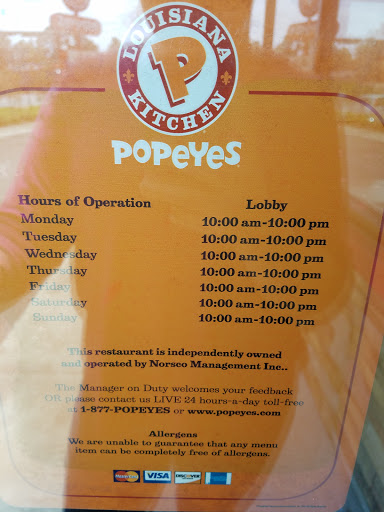 LOUISIANA
P
KITCHEN
POPEYES
Hours of Operation Lobby
Monday 10:00 am-10:00 pm
Tuesday 10:00 am-10:00 pm
Wednesday 10:00 am-10:00 pm
Thursday 10:00 am-10:00 pm
Friday 10:00 am-10:00 pm
Saturday 10:00 am-10:00 pm
Sunday 10:00 am-10:00 pm
This restaurant is independently owned
and operated by Norsco Management Inc..
The Manager on Duty welcomes your feedback
OR please contact us LIVE 24 hours-a-day toll-free
at 1-877-POPEYES or www.popeyes.com
Allergens
We are unable to guarantee that any menu
item can be completely free of allergens.
MasterCard VISA DISCOVER